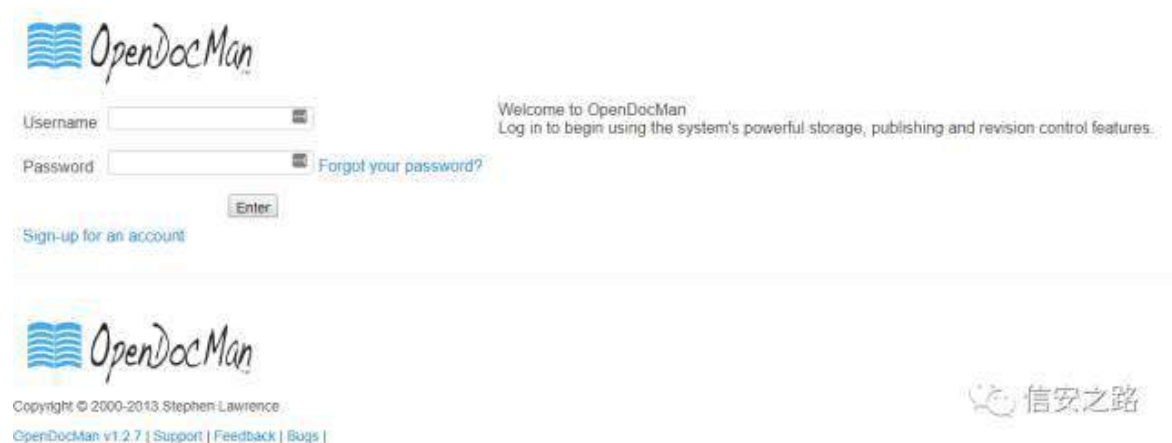 OpenDocMan
Username
Welcome to OpenDocMan
Log in to begin using the system's powerful storage, publishing and revision control features.
Password
Forgot your password?
Enter
Sign-up for an account
OpenDocMan
Copyright © 2000-2013 Stephen Lawrence
信安之路
OpenDocMan v1.2.7 | Support | Feedback | Bugs |